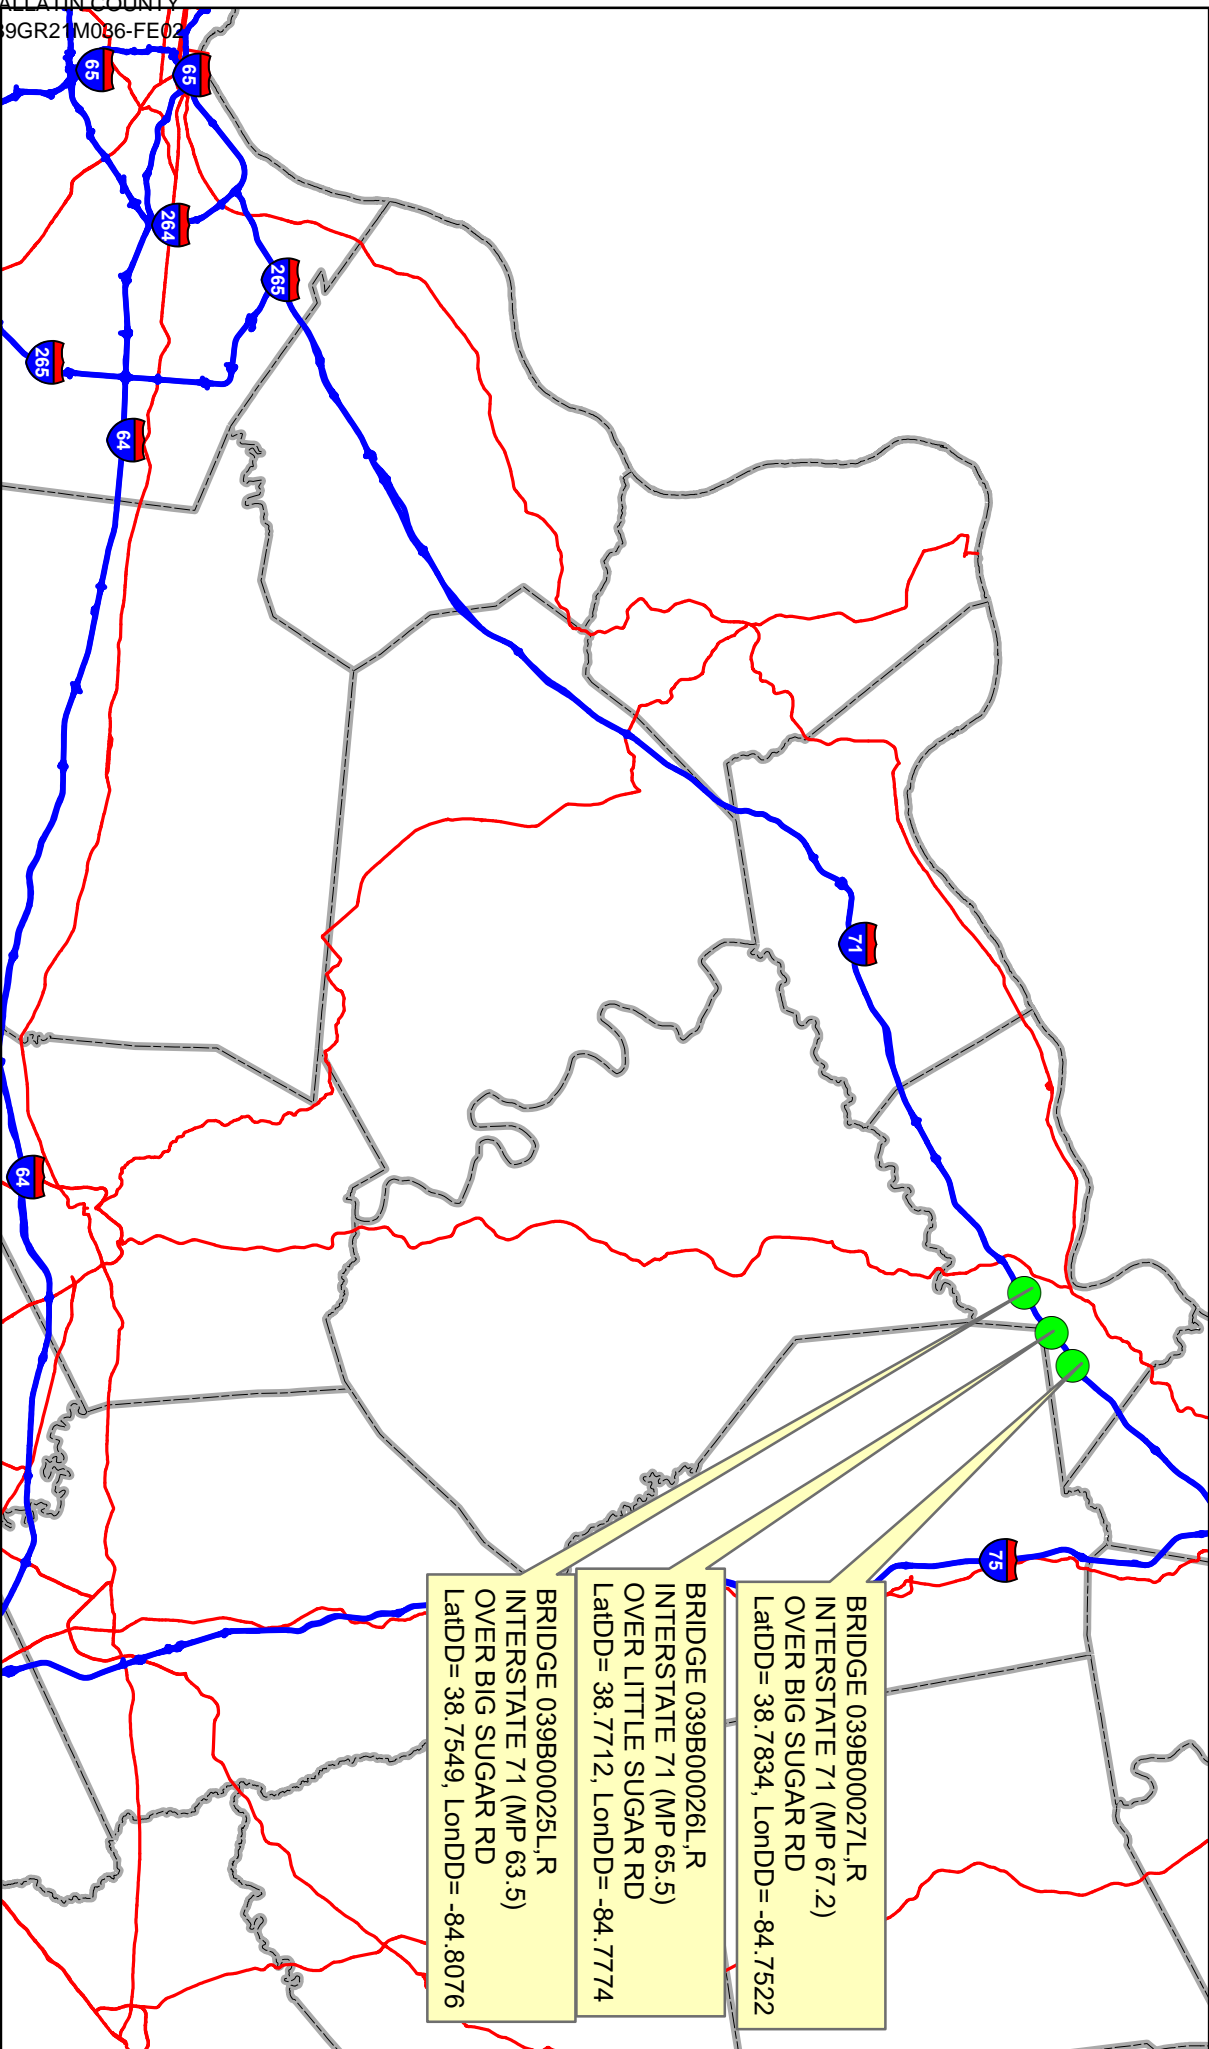 ALLATIN COUNTY
39GR21M036-FE02
65
65
264
265
265
64
71
64
75
BRIDGE 039B00027L,R
INTERSTATE 71 (MP 67.2)
OVER BIG SUGAR RD
LatDD= 38.7834, LonDD= -84.7522
BRIDGE 039B00026L,R
INTERSTATE 71 (MP 65.5)
OVER LITTLE SUGAR RD
LatDD= 38.7712, LonDD= -84.7774
BRIDGE 039B00025L,R
INTERSTATE 71 (MP 63.5)
OVER BIG SUGAR RD
LatDD= 38.7549, LonDD= -84.8076